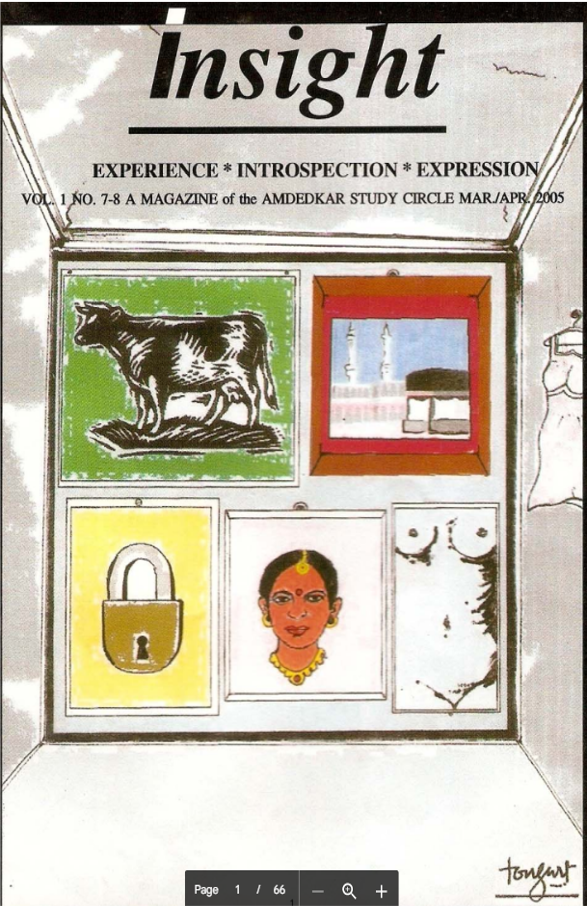 Insight
EXPERIENCE * INTROSPECTION * EXPRESSION
VOL. 1 NO. 7-8 A MAGAZINE of the AMDEDKAR STUDY CIRCLE MAR./APR. 2005
Page 1 / 66